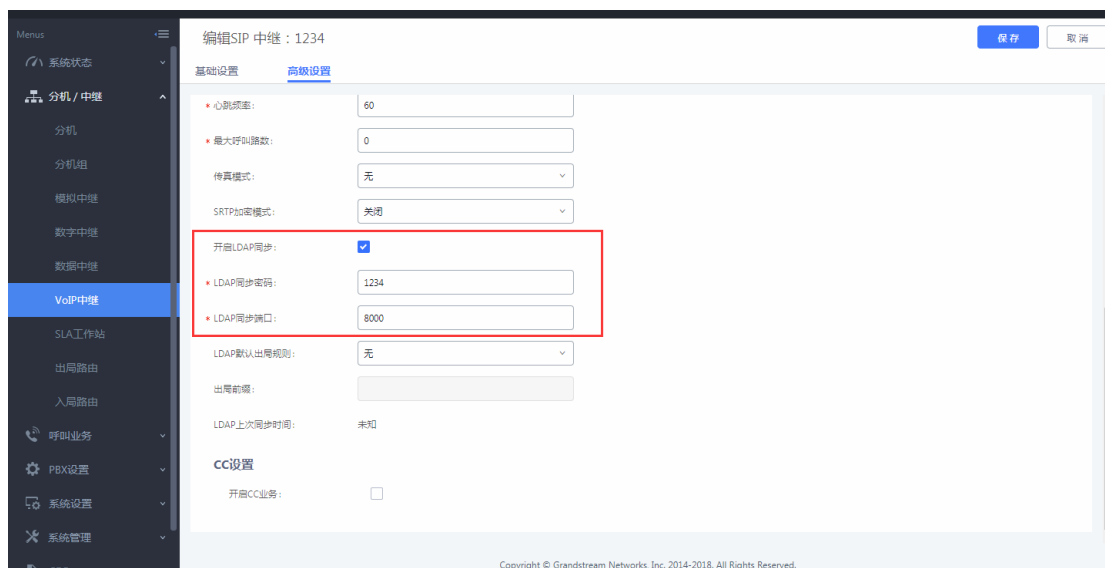 Menus
编辑SIP 中继：1234
保存
取消
系统状态
基础设置
高级设置
分机 / 中继
* 心跳频率：
60
分机
* 最大呼叫路数：
0
分机组
传真模式：
无
模拟中继
SRTP加密模式：
关闭
数字中继
开启LDAP同步：
数据中继
* LDAP同步密码：
1234
VoIP中继
* LDAP同步端口：
8000
SLA工作站
LDAP默认出局规则：
无
出局路由
出局前缀：
入局路由
LDAP上次同步时间：
未知
呼叫业务
CC设置
PBX设置
开启CC业务：
系统设置
系统管理
Copyright © Grandstream Networks, Inc. 2014-2018. All Rights Reserved.